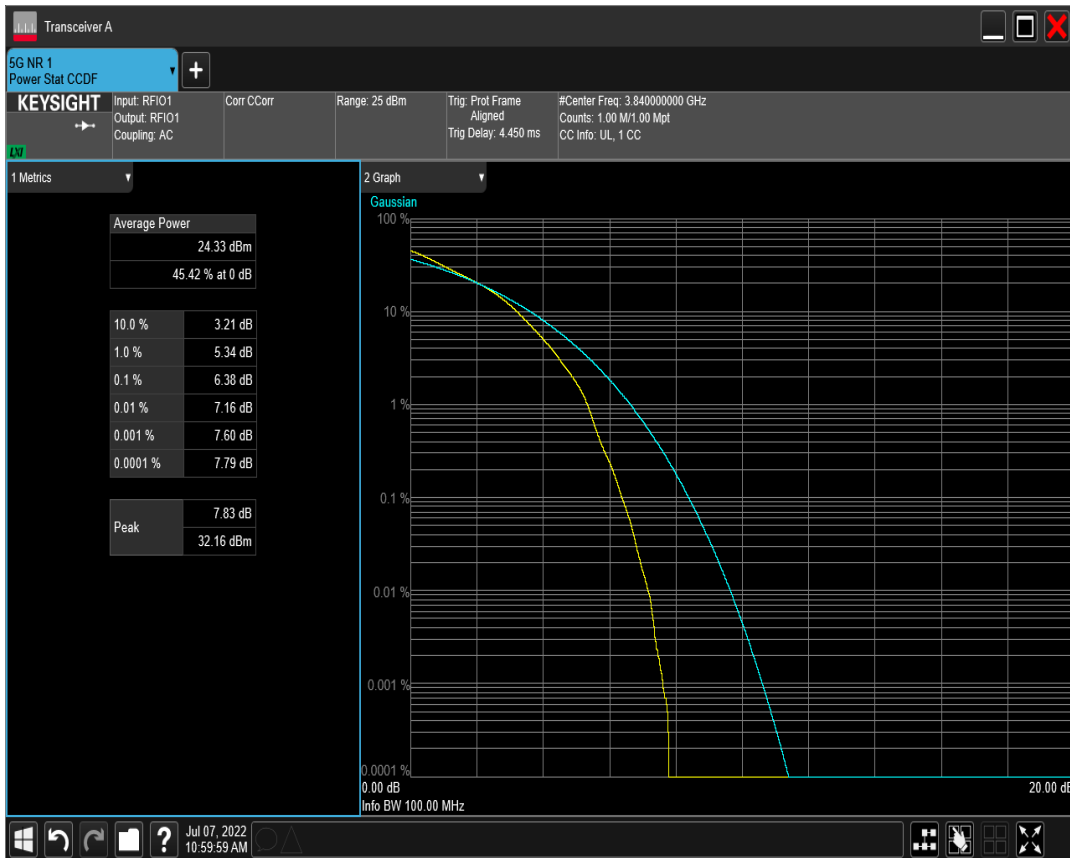 Transceiver A
5G NR 1
Power Stat CCDF
+
KEYSIGHT
LXI
Input: RFIO1
Output: RFIO1
Coupling: AC
Corr CCorr
Range: 25 dBm
Trig: Prot Frame
Aligned
Trig Delay: 4.450 ms
#Center Freq: 3.840000000 GHz
Counts: 1.00 M/1.00 Mpt
CC Info: UL, 1 CC
1 Metrics
Average Power
24.33 dBm
45.42 % at 0 dB
10.0 % 3.21 dB
1.0 % 5.34 dB
0.1 % 6.38 dB
0.01 % 7.16 dB
0.001 % 7.60 dB
0.0001 % 7.79 dB
Peak 7.83 dB
32.16 dBm
2 Graph
Gaussian
100 %
10 %
1 %
0.1 %
0.01 %
0.001 %
0.0001 %
0.00 dB 20.00 dB
Info BW 100.00 MHz
?
Jul 07, 2022
10:59:59 AM